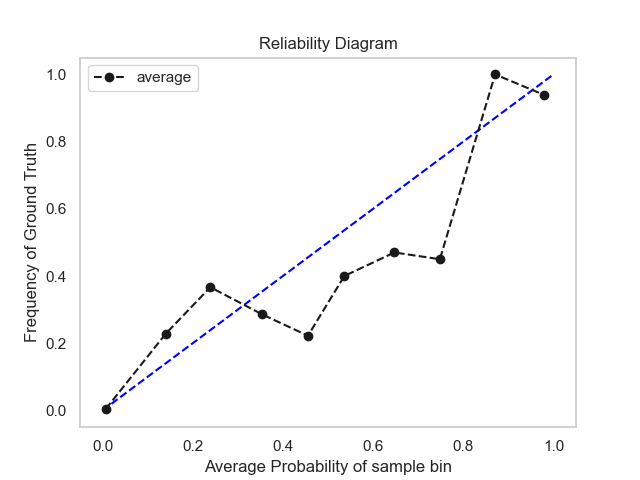 Reliability Diagram
average
Frequency of Ground Truth
1.0
0.8
0.6
0.4
0.2
0.0
0.0 0.2 0.4 0.6 0.8 1.0
Average Probability of sample bin